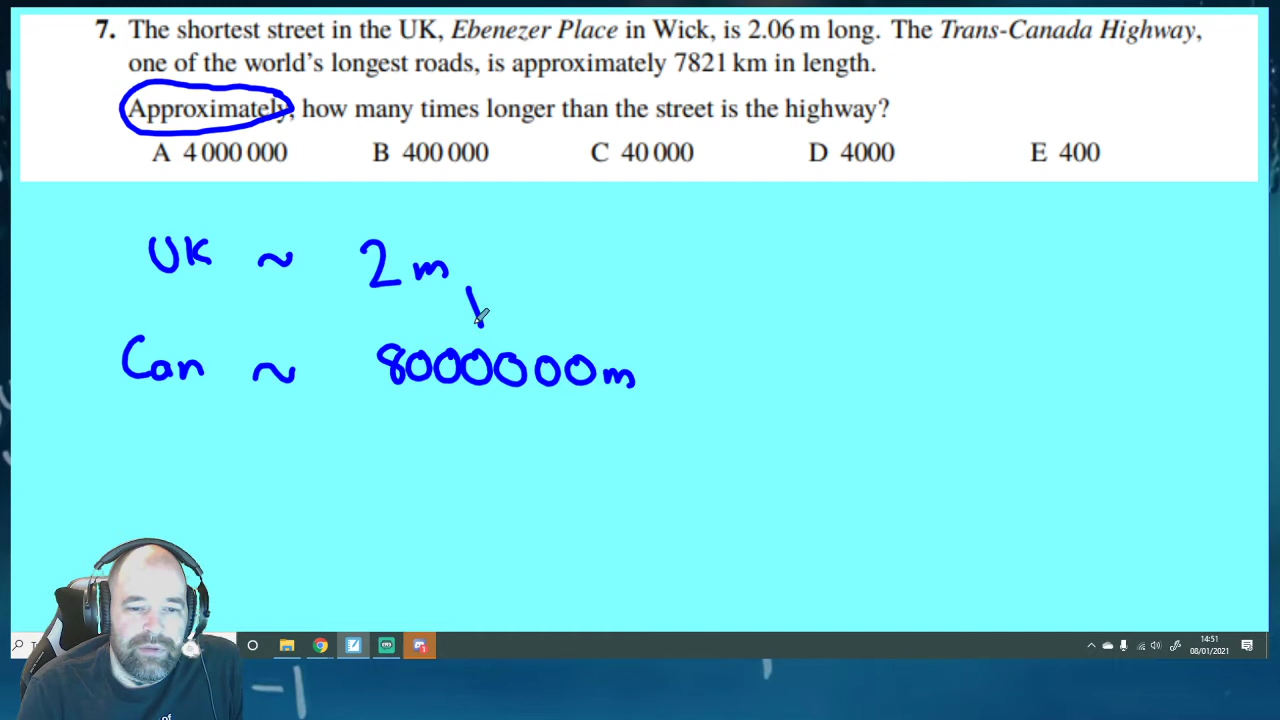 7. The shortest street in the UK, Ebenezer Place in Wick, is 2.06 m long. The Trans-Canada Highway,
one of the world's longest roads, is approximately 7821 km in length.
Approximately, how many times longer than the street is the highway?
A 4 000 000 B 400 000 C 40 000 D 4000 E 400
UK ~ 2 m
Can ~ 8000000m
14:51
08/01/2021
-1
of